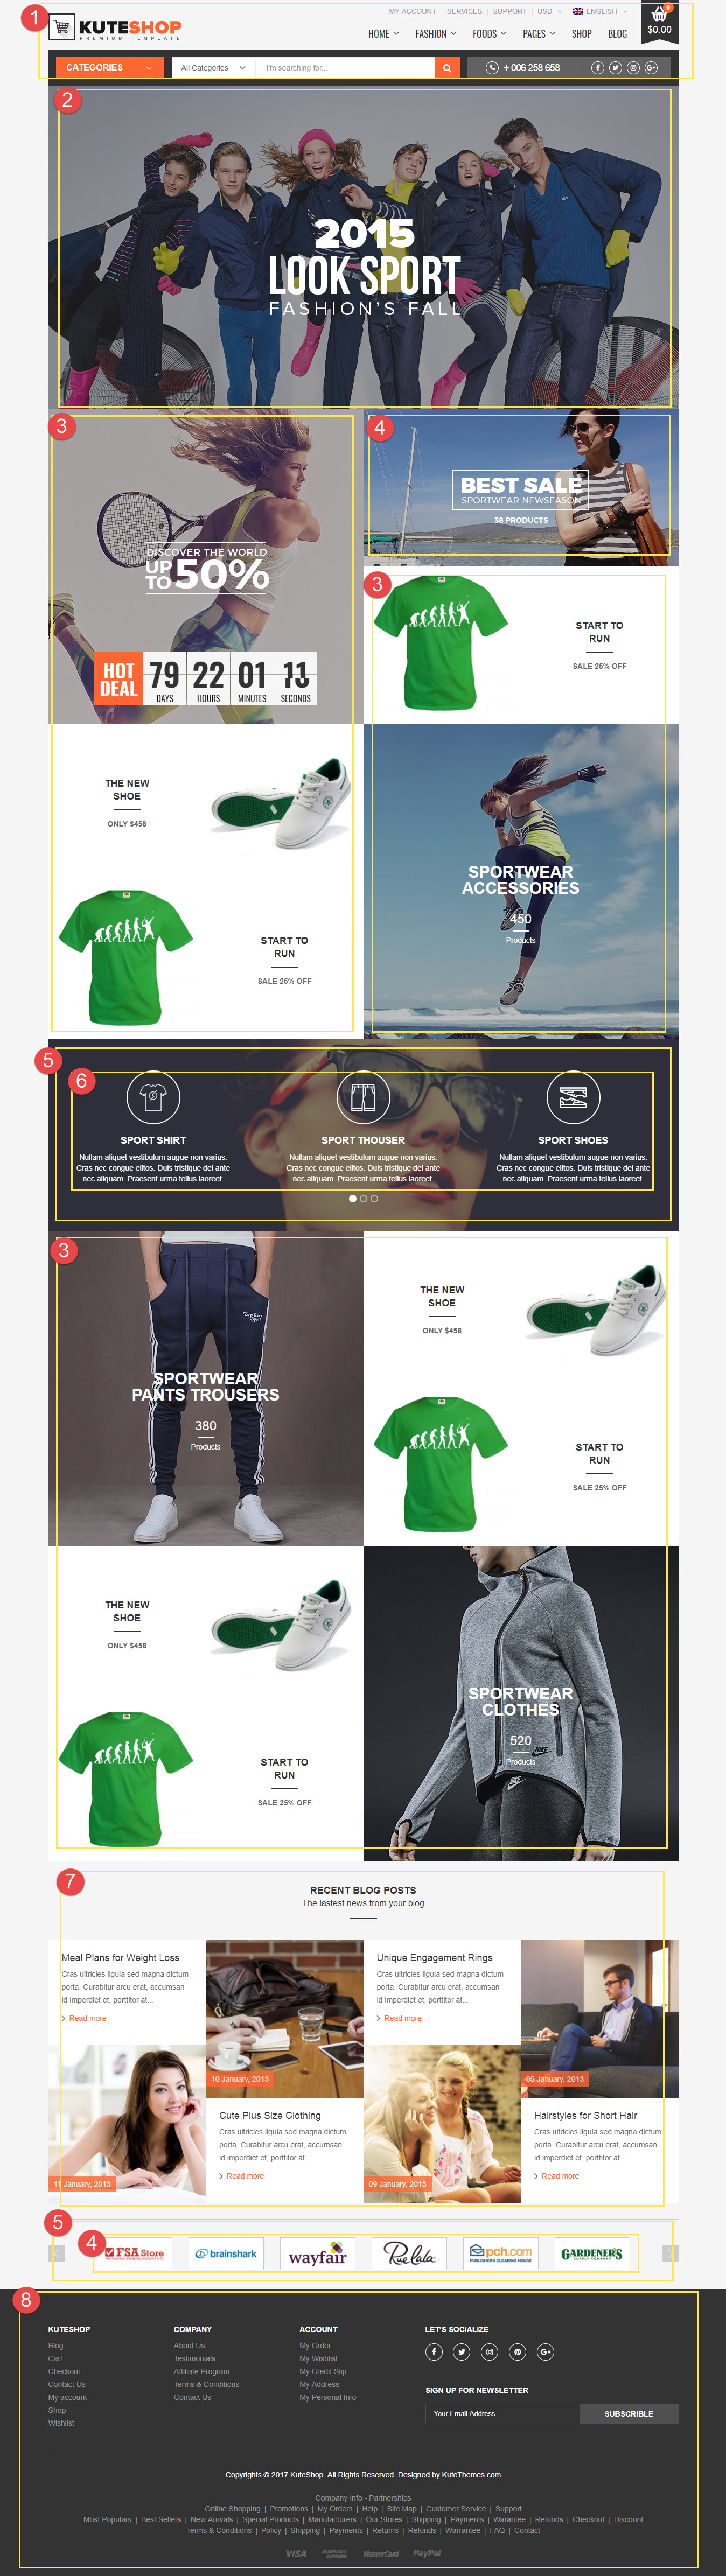 1
MY ACCOUNT | SERVICES | SUPPORT USD | ENGLISH
0
$0.00
KUTESHOP
PREMIUM TEMPLATE
HOME FASHION FOODS PAGES SHOP BLOG
CATEGORIES All Categories I'm searching for... + 006 258 658
2
2015
LOOK SPORT
FASHION'S FALL
3
DISCOVER THE WORLD
UP TO 50%
HOT DEAL
79 22 01
DAYS HOURS MINUTES SECONDS
4
BEST SALE
SPORTWEAR NEWSEASON
38 PRODUCTS
3
START TO
RUN
SALE 25% OFF
THE NEW
SHOE
ONLY $458
START TO
RUN
SALE 25% OFF
SPORTWEAR
ACCESSORIES
450
Products
5
6
SPORT SHIRT
Nullam aliquet vestibulum augue non varius.
Cras nec congue elitos. Duis tristique del ante
nec aliquam. Praesent urma tellus laoreet.
SPORT THOUSER
Nullam aliquet vestibulum augue non varius.
Cras nec congue elitos. Duis tristique del ante
nec aliquam. Praesent urma tellus laoreet.
SPORT SHOES
Nullam aliquet vestibulum augue non varius.
Cras nec congue elitos. Duis tristique del ante
nec aliquam. Praesent urma tellus laoreet.
3
SPORTWEAR
PANTS TROUSERS
380
Products
THE NEW
SHOE
ONLY $458
START TO
RUN
SALE 25% OFF
THE NEW
SHOE
ONLY $458
START TO
RUN
SALE 25% OFF
SPORTWEAR
CLOTHES
520
Products
7
RECENT BLOG POSTS
The lastest news from your blog
Meal Plans for Weight Loss
Cras ultricies ligula sed magna dictum
porta. Curabitur arcu erat, accumsan
id imperdiet et, porttitor at...
Read more
11 January, 2013
10 January, 2013
Cute Plus Size Clothing
Cras ultricies ligula sed magna dictum
porta. Curabitur arcu erat, accumsan
id imperdiet et, porttitor at...
Read more
Unique Engagement Rings
Cras ultricies ligula sed magna dictum
porta. Curabitur arcu erat, accumsan
id imperdiet et, porttitor at...
Read more
09 January, 2013
05 January, 2013
Hairstyles for Short Hair
Cras ultricies ligula sed magna dictum
porta. Curabitur arcu erat, accumsan
id imperdiet et, porttitor at...
Read more
5
4
FSA Store
brainshark
wayfair
Rue la la
pch.com
PUBLISHERS CLEARING HOUSE
GARDENER'S
SUPPLY COMPANY
8
KUTESHOP
Blog
Cart
Checkout
Contact Us
My account
Shop
Wishlist
COMPANY
About Us
Testimonials
Affiliate Program
Terms & Conditions
Contact Us
ACCOUNT
My Order
My Wishlist
My Credit Slip
My Address
My Personal Info
LET'S SOCIALIZE
SIGN UP FOR NEWSLETTER
Your Email Address... SUBSCRIBLE
Copyrights © 2017 KuteShop. All Rights Reserved. Designed by KuteThemes.com
Company Info - Partnerships
Online Shopping | Promotions | My Orders | Help | Site Map | Customer Service | Support
Most Populars | Best Sellers | New Arrivals | Special Products | Manufacturers | Our Stores | Shipping | Payments | Warantee | Refunds | Checkout | Discount
Terms & Conditions | Policy | Shipping | Payments | Returns | Refunds | Warrantee | FAQ | Contact
VISA AMERICAN EXPRESS MasterCard PayPal